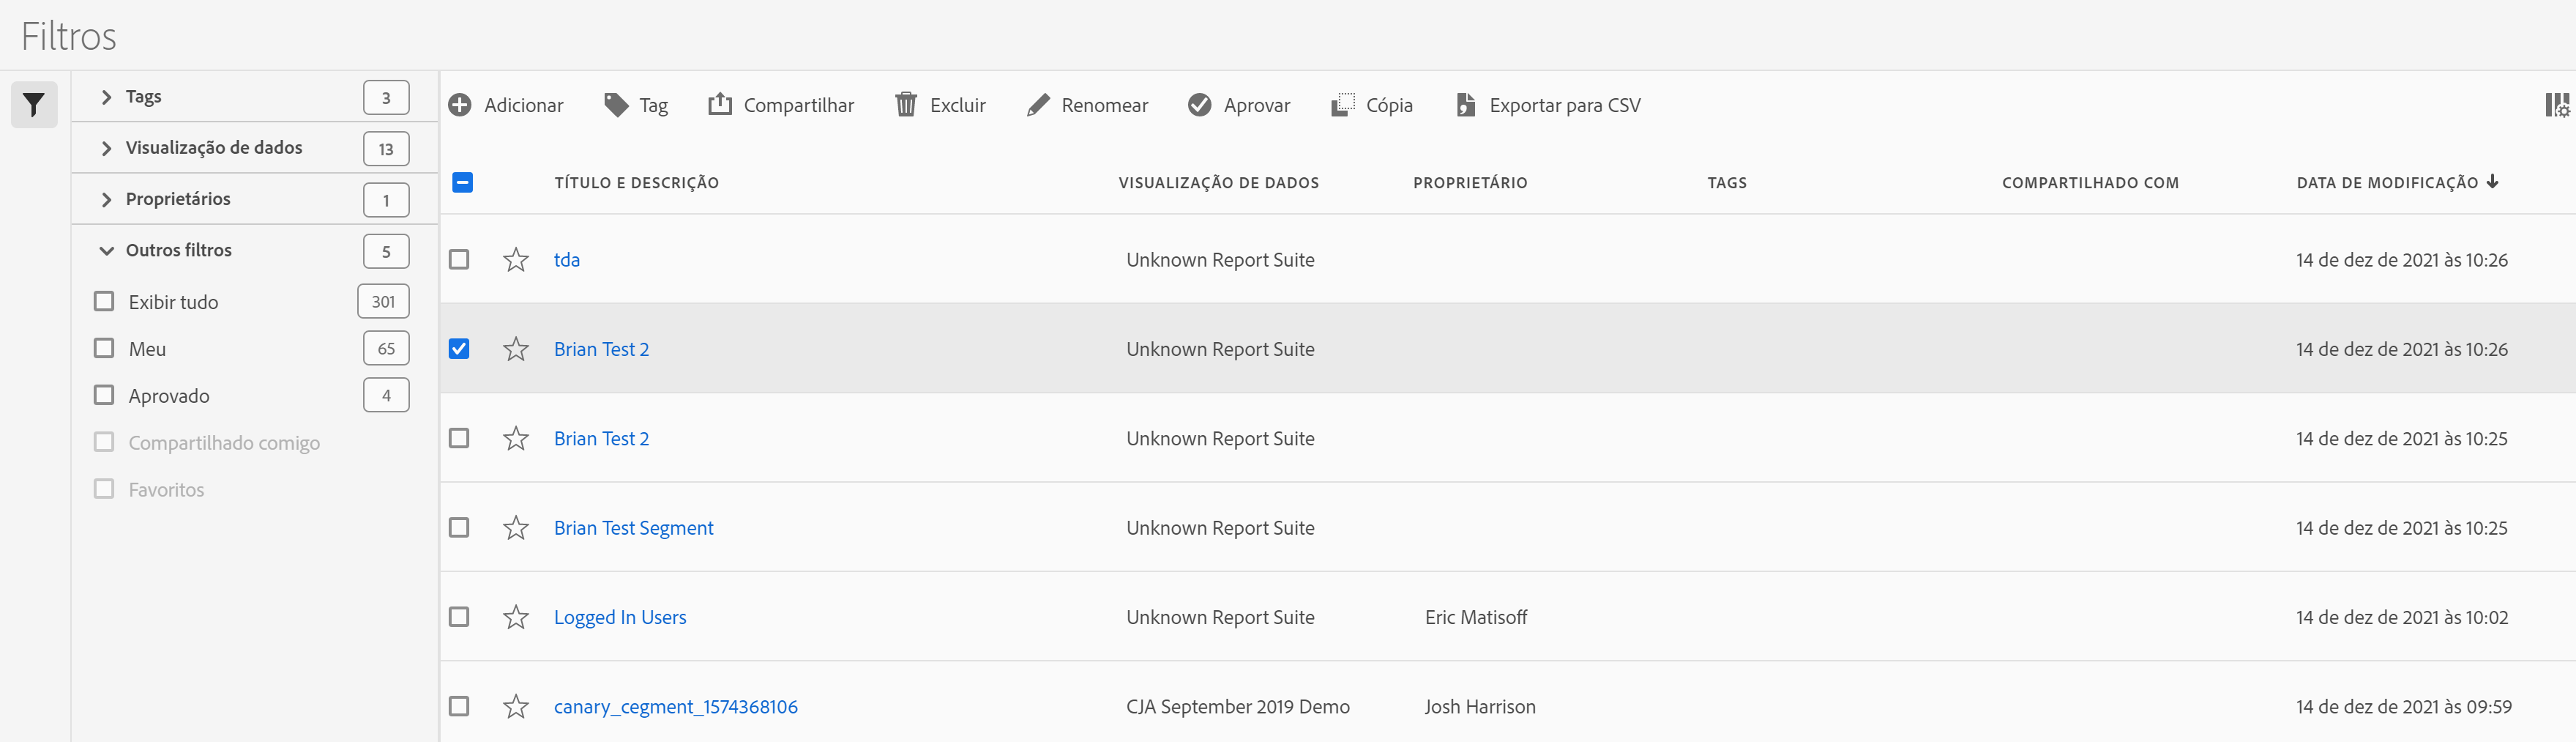 Filtros
Tags 3
Visualização de dados 13
Proprietários 1
Outros filtros 5
Exibir tudo 301
Meu 65
Aprovado 4
Compartilhado comigo
Favoritos
Adicionar Tag Compartilhar Excluir Renomear Aprovar Cópia Exportar para CSV
TÍTULO E DESCRIÇÃO VISUALIZAÇÃO DE DADOS PROPRIETÁRIO TAGS COMPARTILHADO COM DATA DE MODIFICAÇÃO
tda Unknown Report Suite 14 de dez de 2021 às 10:26
Brian Test 2 Unknown Report Suite 14 de dez de 2021 às 10:26
Brian Test 2 Unknown Report Suite 14 de dez de 2021 às 10:25
Brian Test Segment Unknown Report Suite 14 de dez de 2021 às 10:25
Logged In Users Unknown Report Suite Eric Matisoff 14 de dez de 2021 às 10:02
canary_cegment_1574368106 CJA September 2019 Demo Josh Harrison 14 de dez de 2021 às 09:59